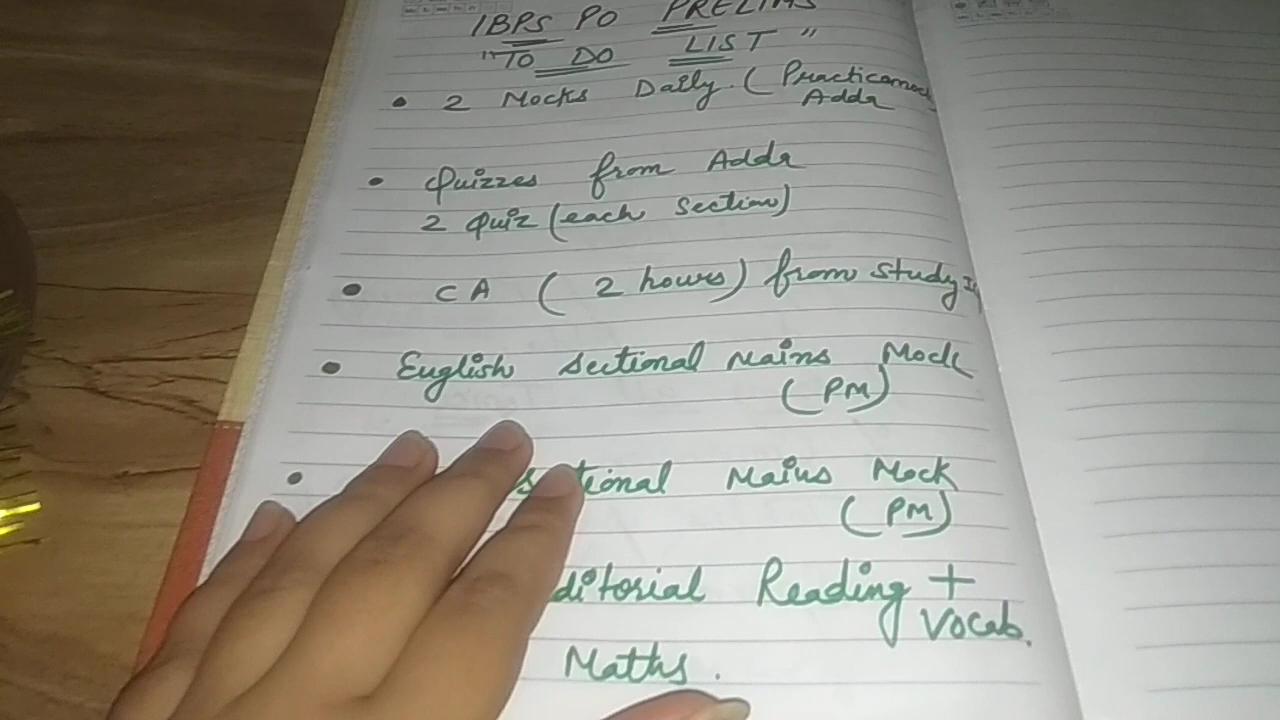 IBPS PO PRELIMS
"TO DO LIST"
• 2 Mocks Daily. (Practicemock
Adda
• Quizzes from Adda
2 Quiz (each section)
• CA ( 2 hours) from Study
• English sectional Mains Mock
(PM)
• sectional Mains Mock
(PM)
ditorial Reading +
Vocab.
Maths.